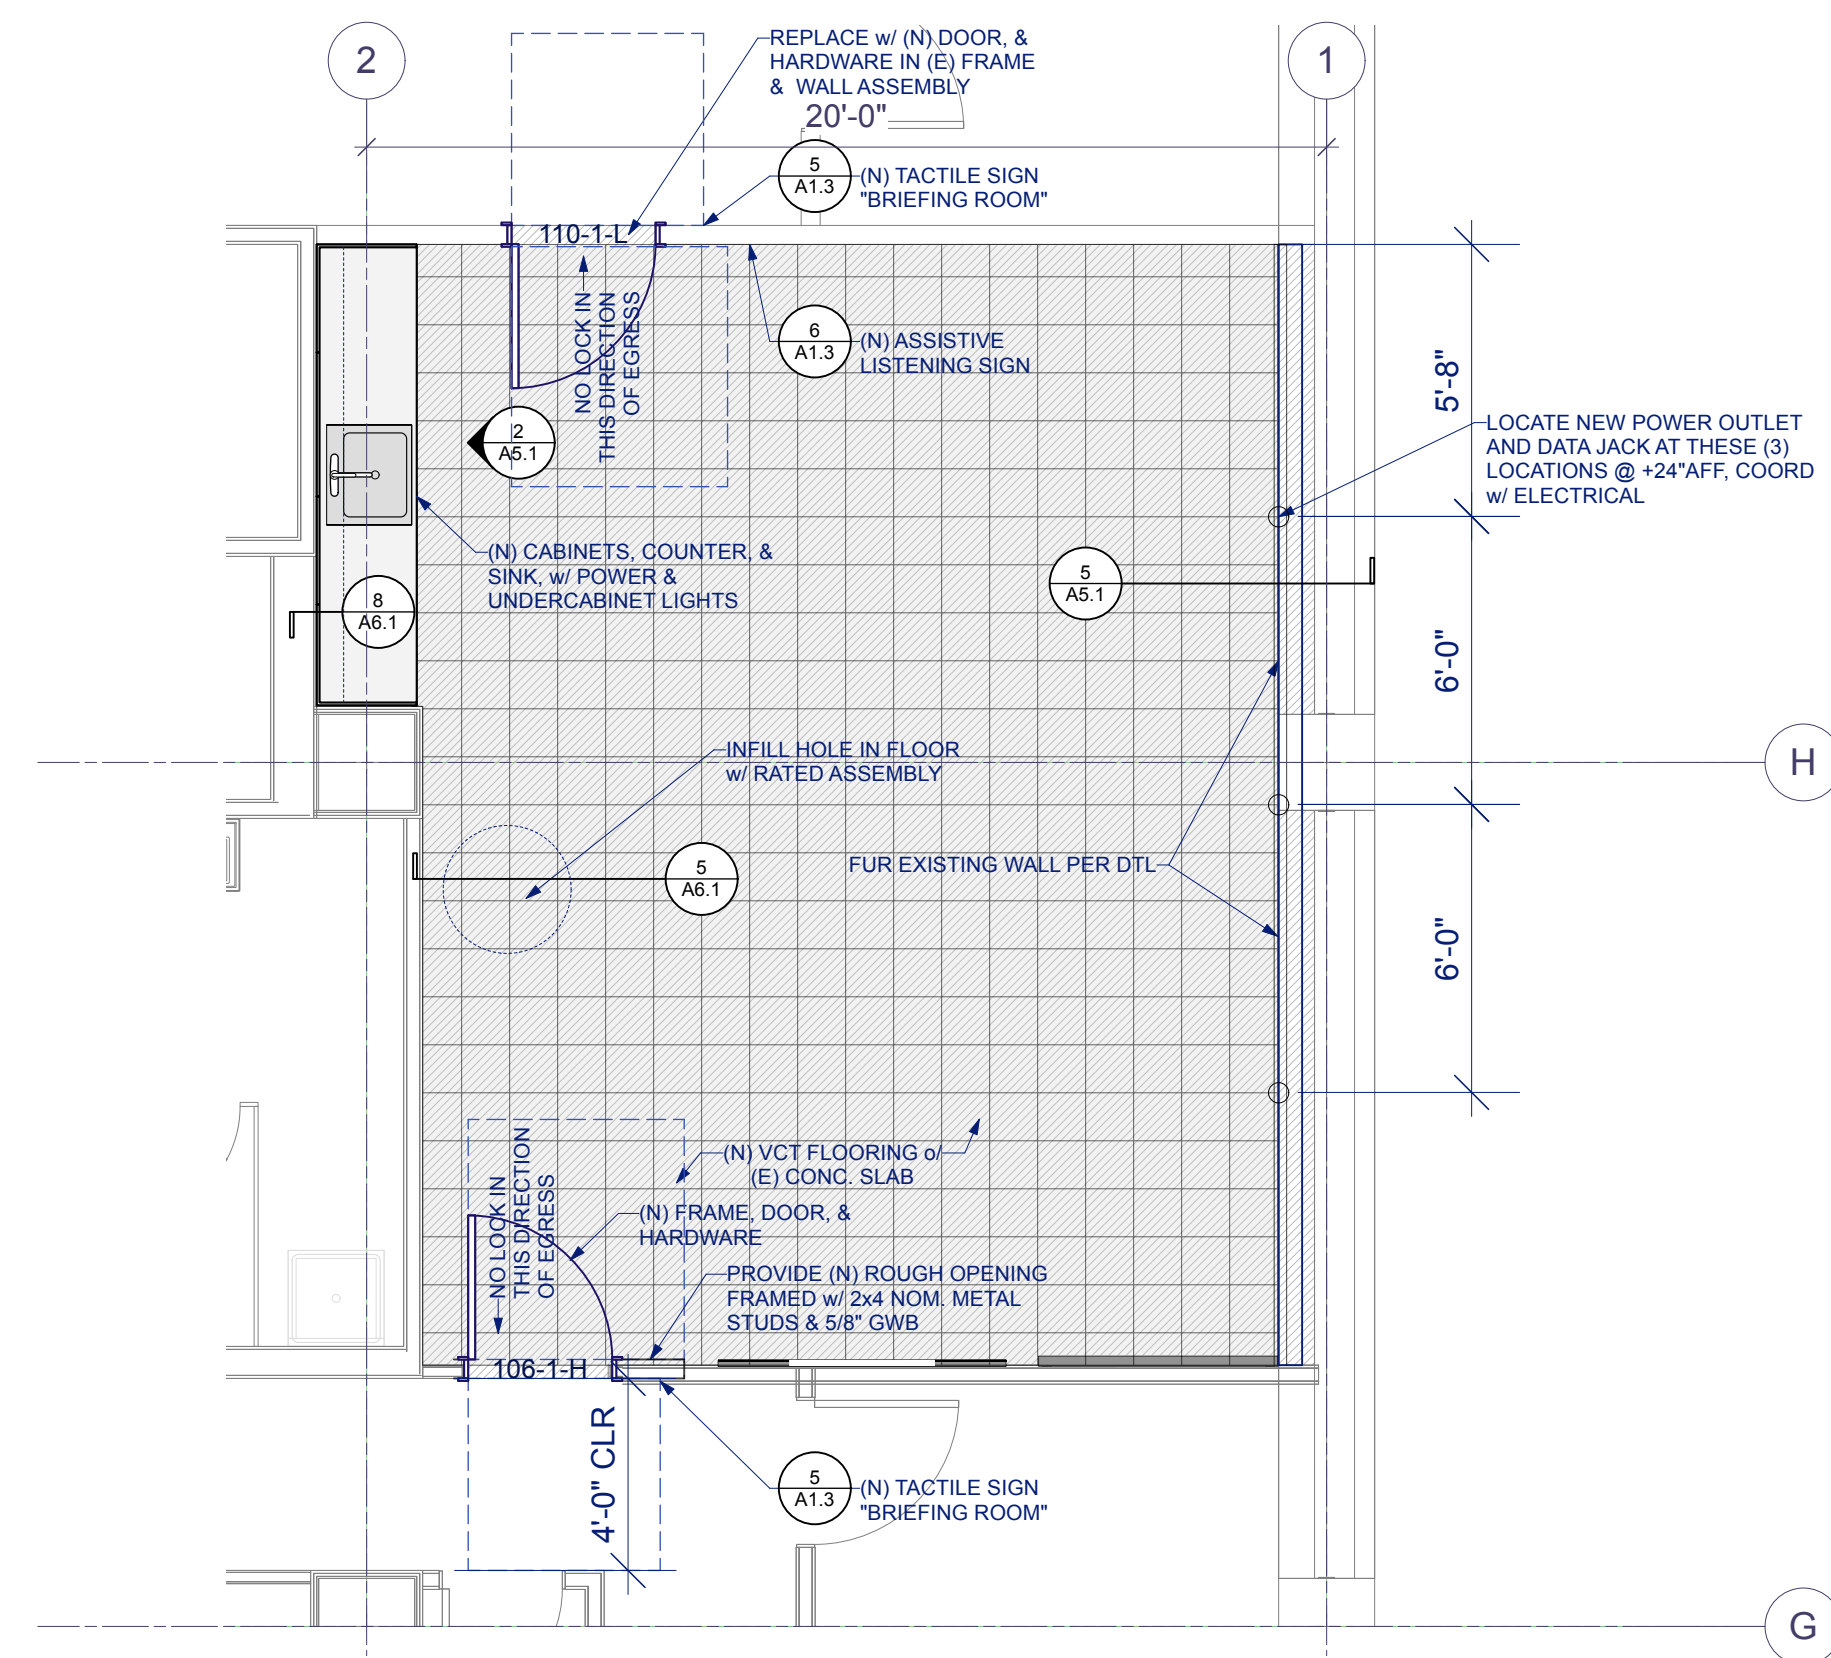 2
1
REPLACE w/ (N) DOOR, &
HARDWARE IN (E) FRAME
& WALL ASSEMBLY
20'-0"
5
A1.3
(N) TACTILE SIGN
"BRIEFING ROOM"
110-1-L
NO LOCK IN
THIS DIRECTION
OF EGRESS
6
A1.3
(N) ASSISTIVE
LISTENING SIGN
5'-8"
2
A5.1
LOCATE NEW POWER OUTLET
AND DATA JACK AT THESE (3)
LOCATIONS @ +24"AFF, COORD
w/ ELECTRICAL
(N) CABINETS, COUNTER, &
SINK, w/ POWER &
UNDERCABINET LIGHTS
5
A5.1
8
A6.1
6'-0"
INFILL HOLE IN FLOOR
w/ RATED ASSEMBLY
H
FUR EXISTING WALL PER DTL
5
A6.1
6'-0"
(N) VCT FLOORING o/
(E) CONC. SLAB
NO LOCK IN
THIS DIRECTION
OF EGRESS
(N) FRAME, DOOR, &
HARDWARE
PROVIDE (N) ROUGH OPENING
FRAMED w/ 2x4 NOM. METAL
STUDS & 5/8" GWB
106-1-H
4'-0" CLR
5
A1.3
(N) TACTILE SIGN
"BRIEFING ROOM"
G